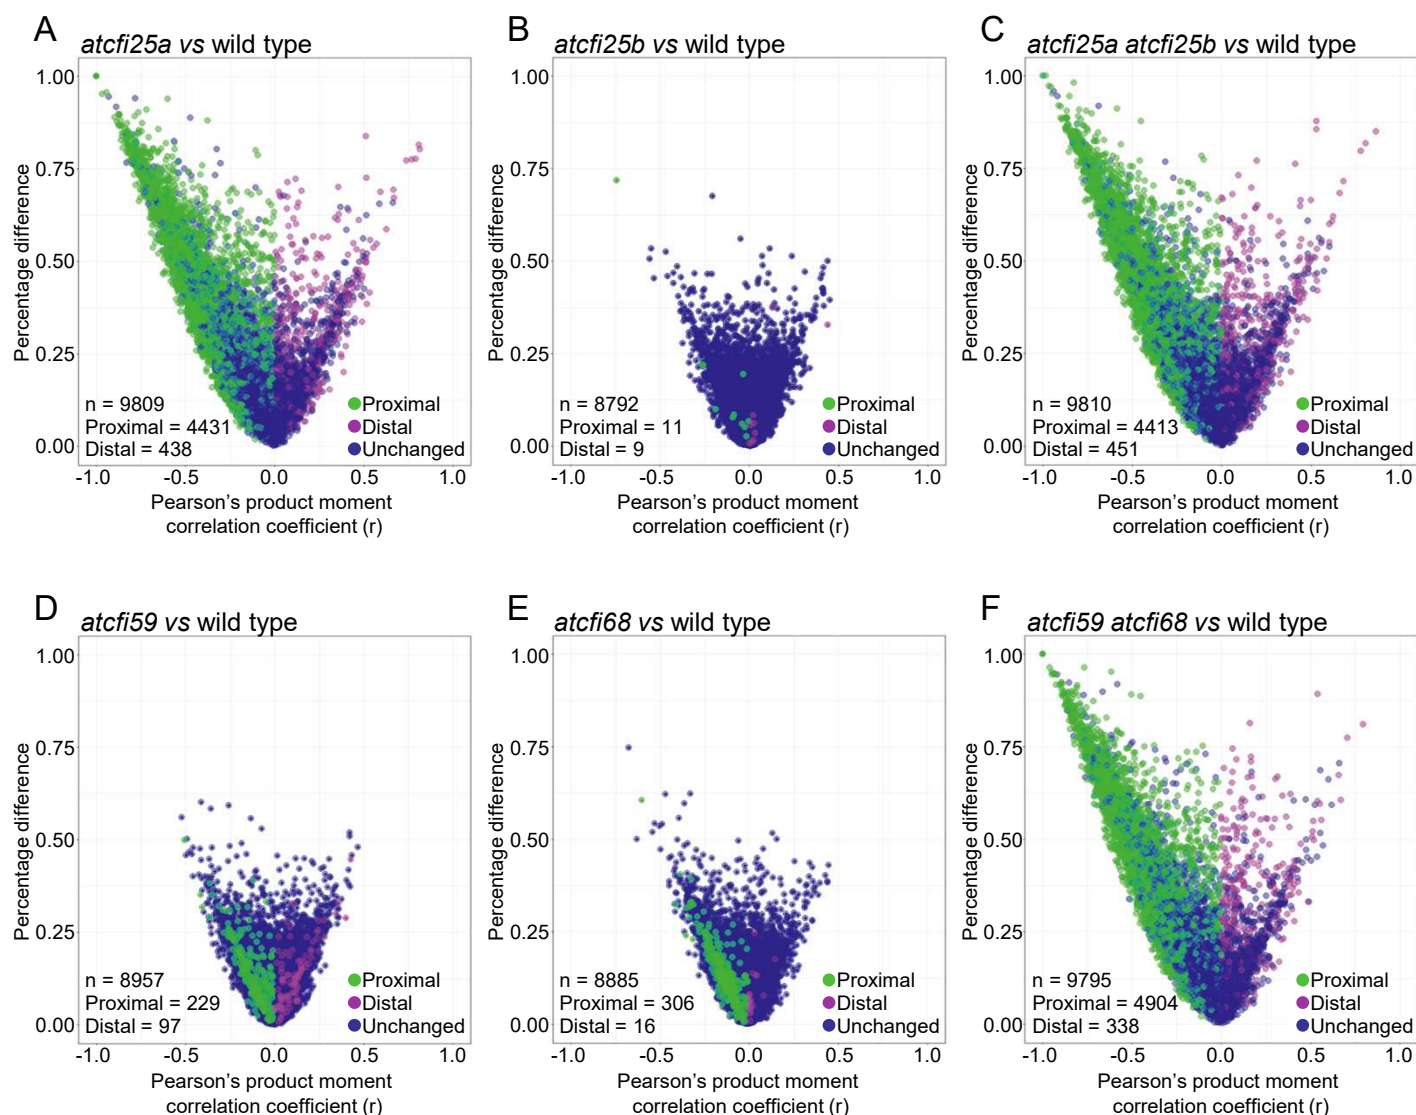 A
atcfi25a vs wild type
1.00
0.75
0.50
0.25
0.00
Percentage difference
n = 9809
Proximal = 4431
Distal = 438
Proximal
Distal
Unchanged
-1.0 -0.5 0.0 0.5 1.0
Pearson’s product moment
correlation coefficient (r)
B
atcfi25b vs wild type
1.00
0.75
0.50
0.25
0.00
Percentage difference
n = 8792
Proximal = 11
Distal = 9
Proximal
Distal
Unchanged
-1.0 -0.5 0.0 0.5 1.0
Pearson’s product moment
correlation coefficient (r)
C
atcfi25a atcfi25b vs wild type
1.00
0.75
0.50
0.25
0.00
Percentage difference
n = 9810
Proximal = 4413
Distal = 451
Proximal
Distal
Unchanged
-1.0 -0.5 0.0 0.5 1.0
Pearson’s product moment
correlation coefficient (r)
D
atcfi59 vs wild type
1.00
0.75
0.50
0.25
0.00
Percentage difference
n = 8957
Proximal = 229
Distal = 97
Proximal
Distal
Unchanged
-1.0 -0.5 0.0 0.5 1.0
Pearson’s product moment
correlation coefficient (r)
E
atcfi68 vs wild type
1.00
0.75
0.50
0.25
0.00
Percentage difference
n = 8885
Proximal = 306
Distal = 16
Proximal
Distal
Unchanged
-1.0 -0.5 0.0 0.5 1.0
Pearson’s product moment
correlation coefficient (r)
F
atcfi59 atcfi68 vs wild type
1.00
0.75
0.50
0.25
0.00
Percentage difference
n = 9795
Proximal = 4904
Distal = 338
Proximal
Distal
Unchanged
-1.0 -0.5 0.0 0.5 1.0
Pearson’s product moment
correlation coefficient (r)